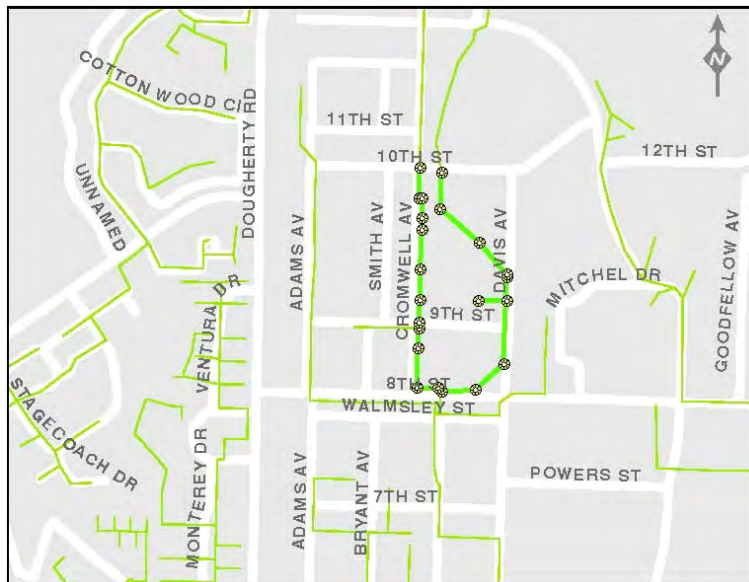 N
COTTON WOOD CI
DOUGHERTY RD
11TH ST
10TH ST
12TH ST
UNNAMED
ADAMS AV
SMITH AV
CROMWELL AV
DAVIS AV
MITCHEL DR
GOODFELLOW AV
VENTURA DR
9TH ST
8TH ST
WALMSLEY ST
STAGECOACH DR
MONTEREY DR
ADAMS AV
BRYANT AV
7TH ST
POWERS ST